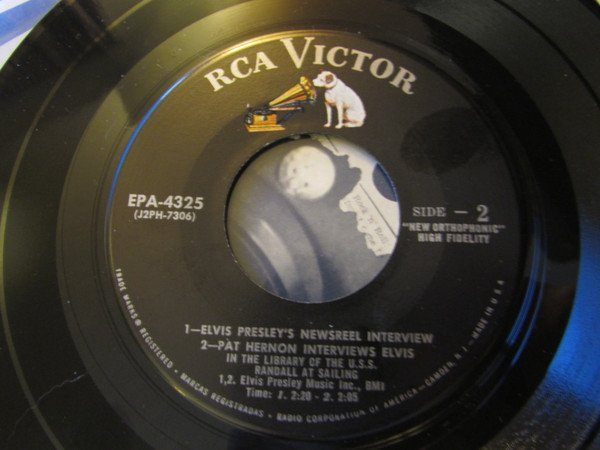 RCA VICTOR
EPA-4325
(J2PH-7306)
SIDE - 2
"NEW ORTHOPHONIC"
HIGH FIDELITY
Rock 'n' Roll
1—ELVIS PRESLEY'S NEWSREEL INTERVIEW
2—PAT HERNON INTERVIEWS ELVIS
IN THE LIBRARY OF THE U.S.S.
RANDALL AT SAILING
1,2. Elvis Presley Music Inc., BMI
Time: 1. 2:20 - 2. 2:05
TRADE MARKS ® REGISTERED • MARCAS REGISTRADAS • RADIO CORPORATION OF AMERICA—CAMDEN, N. J.—MADE IN U. S. A.